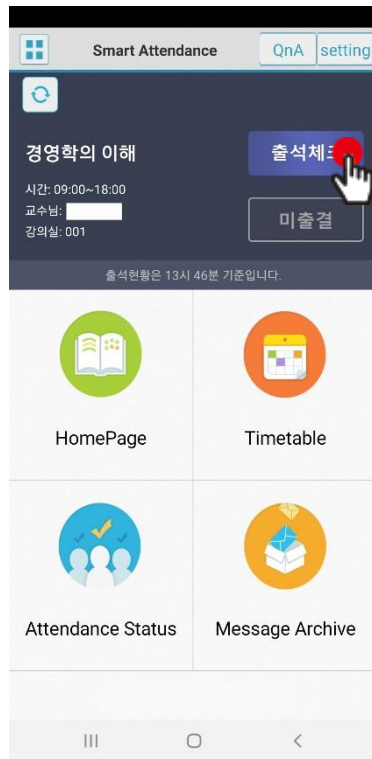 Smart Attendance
QnA
setting
경영학의 이해
출석체크
시간: 09:00~18:00
교수님:
강의실: 001
미출결
출석현황은 13시 46분 기준입니다.
HomePage
Timetable
Attendance Status
Message Archive